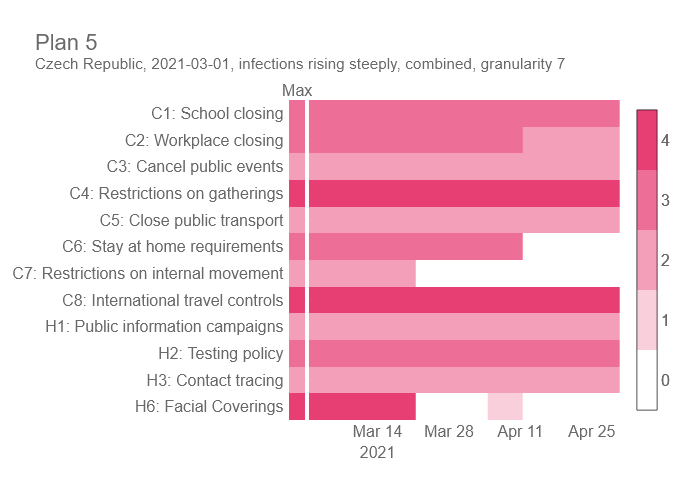 Plan 5
Czech Republic, 2021-03-01, infections rising steeply, combined, granularity 7
Max
C1: School closing
C2: Workplace closing
C3: Cancel public events
C4: Restrictions on gatherings
C5: Close public transport
C6: Stay at home requirements
C7: Restrictions on internal movement
C8: International travel controls
H1: Public information campaigns
H2: Testing policy
H3: Contact tracing
H6: Facial Coverings
Mar 14 Mar 28 Apr 11 Apr 25
2021
4
3
2
1
0